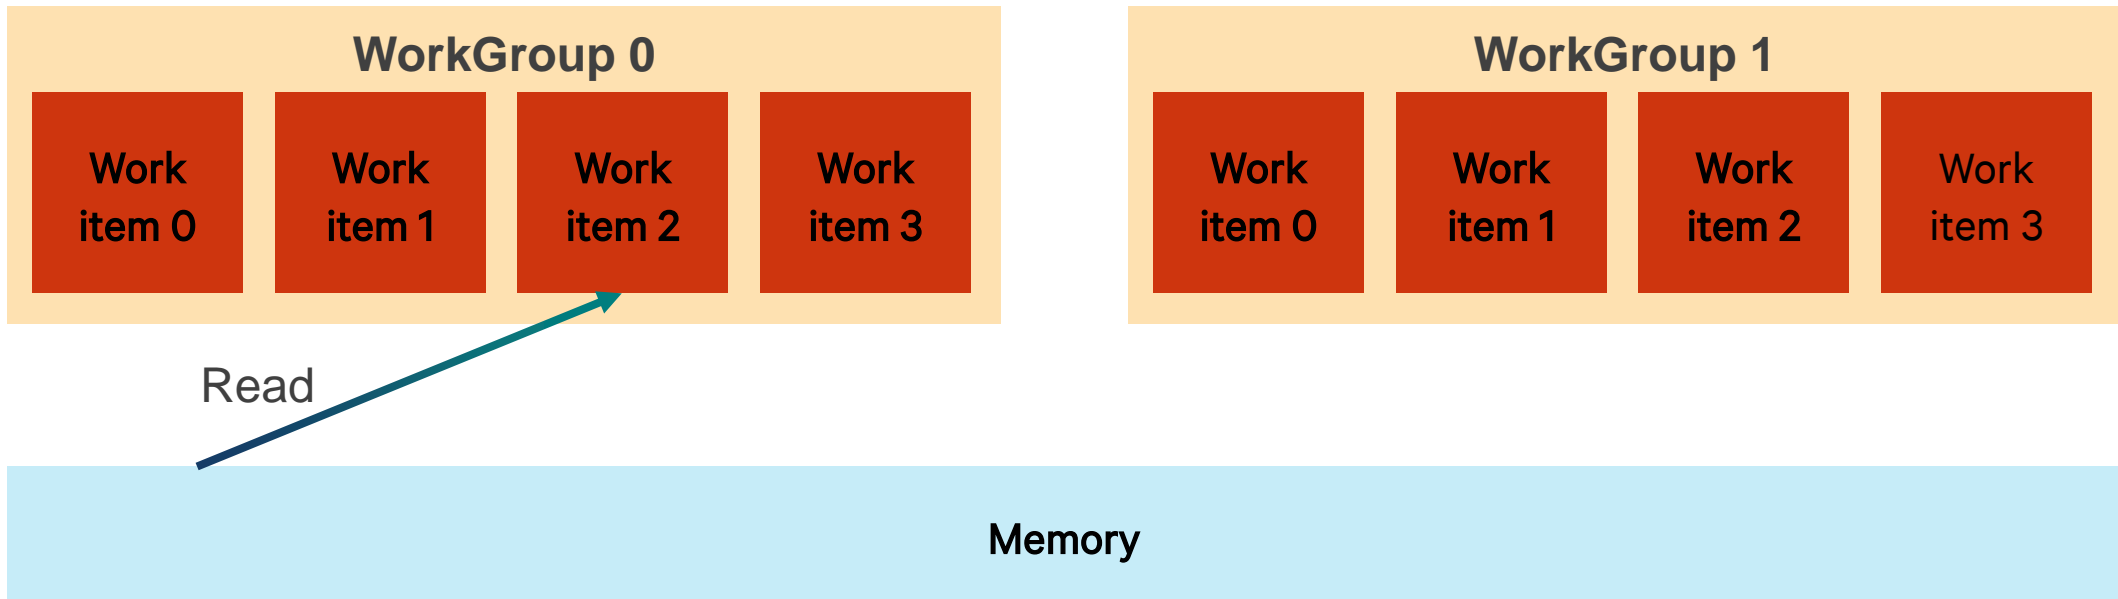 WorkGroup 0
Work
item 0
Work
item 1
Work
item 2
Work
item 3
WorkGroup 1
Work
item 0
Work
item 1
Work
item 2
Work
item 3
Read
Memory